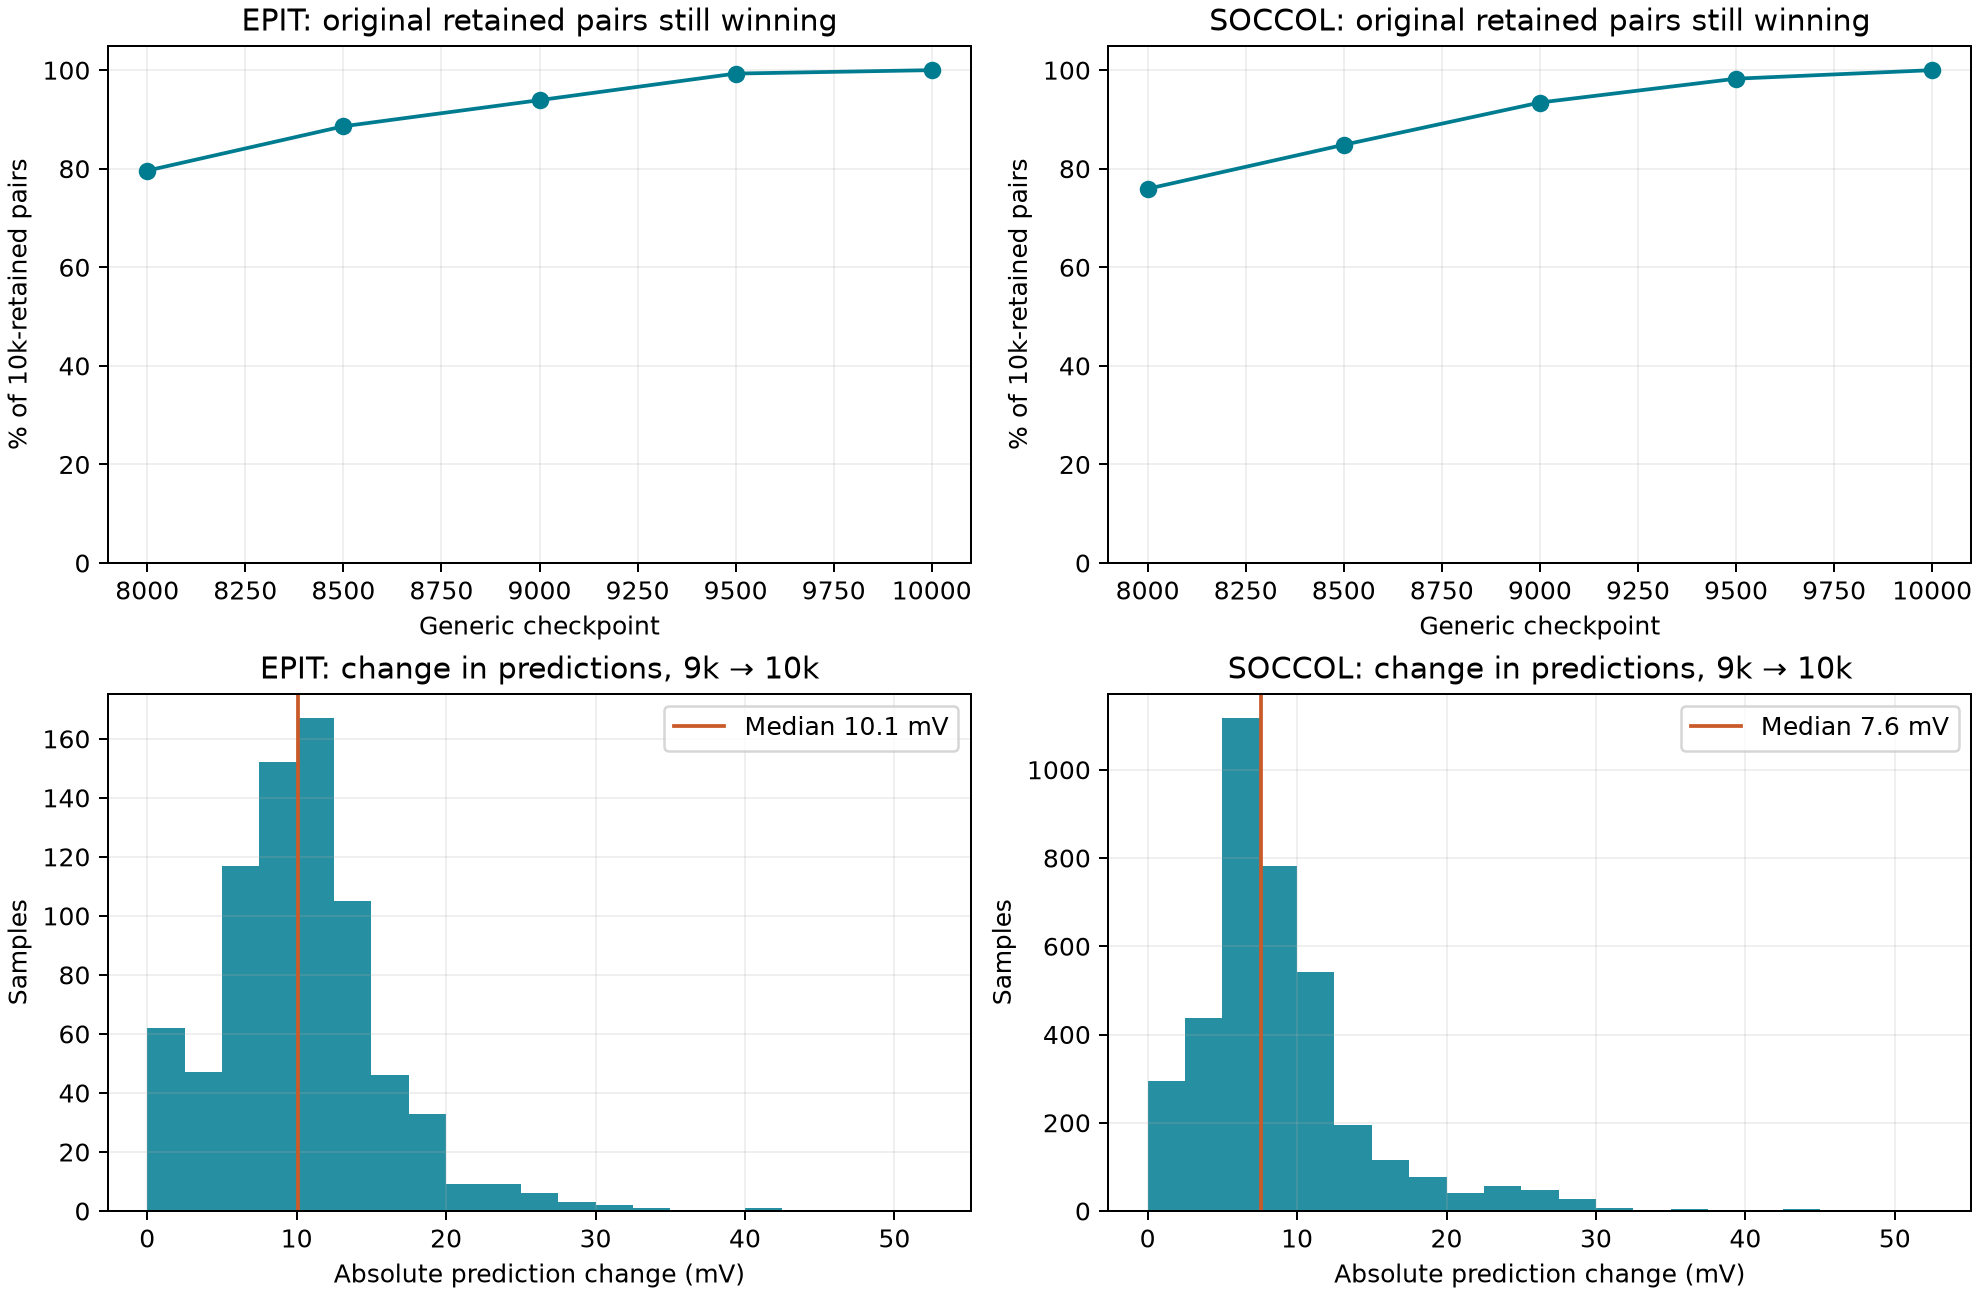 EPIT: original retained pairs still winning
% of 10k-retained pairs
100
80
60
40
20
0
8000 8250 8500 8750 9000 9250 9500 9750 10000
Generic checkpoint
SOCCOL: original retained pairs still winning
% of 10k-retained pairs
100
80
60
40
20
0
8000 8250 8500 8750 9000 9250 9500 9750 10000
Generic checkpoint
EPIT: change in predictions, 9k → 10k
Median 10.1 mV
Samples
160
140
120
100
80
60
40
20
0
0 10 20 30 40 50
Absolute prediction change (mV)
SOCCOL: change in predictions, 9k → 10k
Median 7.6 mV
Samples
1000
800
600
400
200
0
0 10 20 30 40 50
Absolute prediction change (mV)